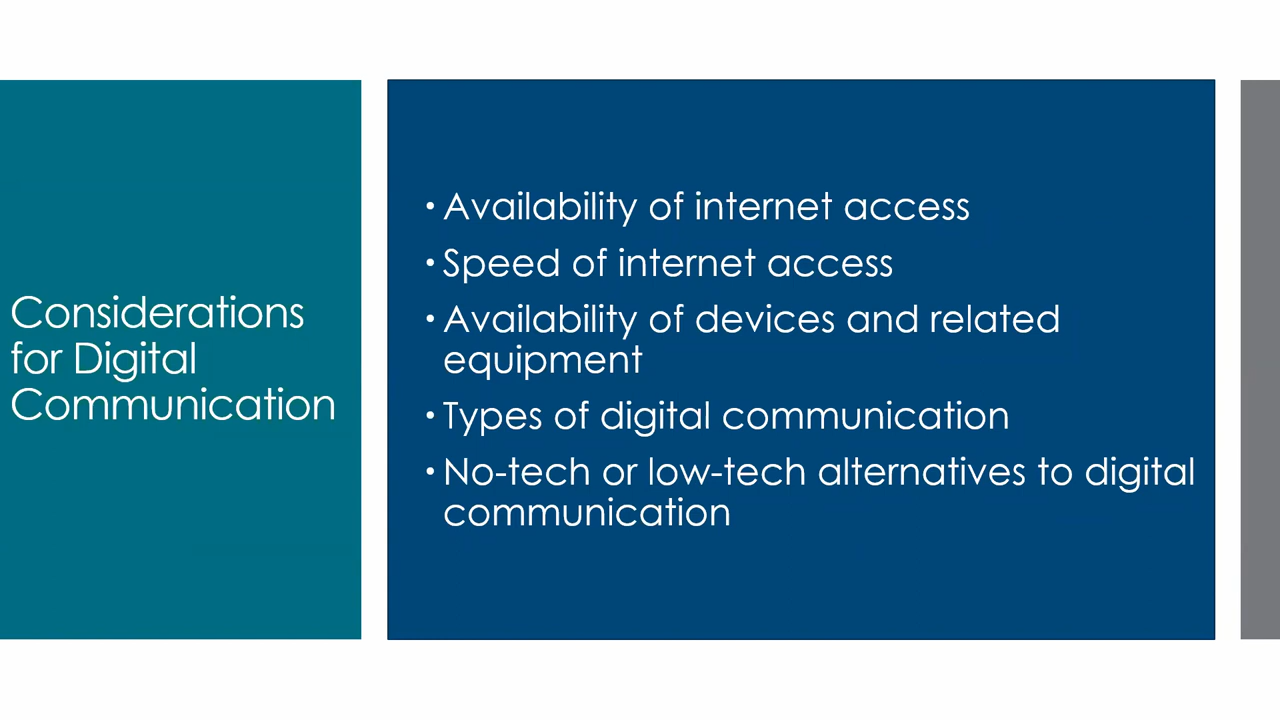 Considerations
for Digital
Communication
• Availability of internet access
• Speed of internet access
• Availability of devices and related
equipment
• Types of digital communication
• No-tech or low-tech alternatives to digital
communication